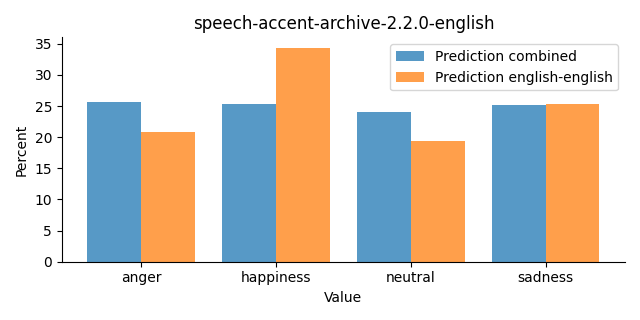 speech-accent-archive-2.2.0-english
Prediction combined
Prediction english-english
Percent
35
30
25
20
15
10
5
0
anger happiness neutral sadness
Value